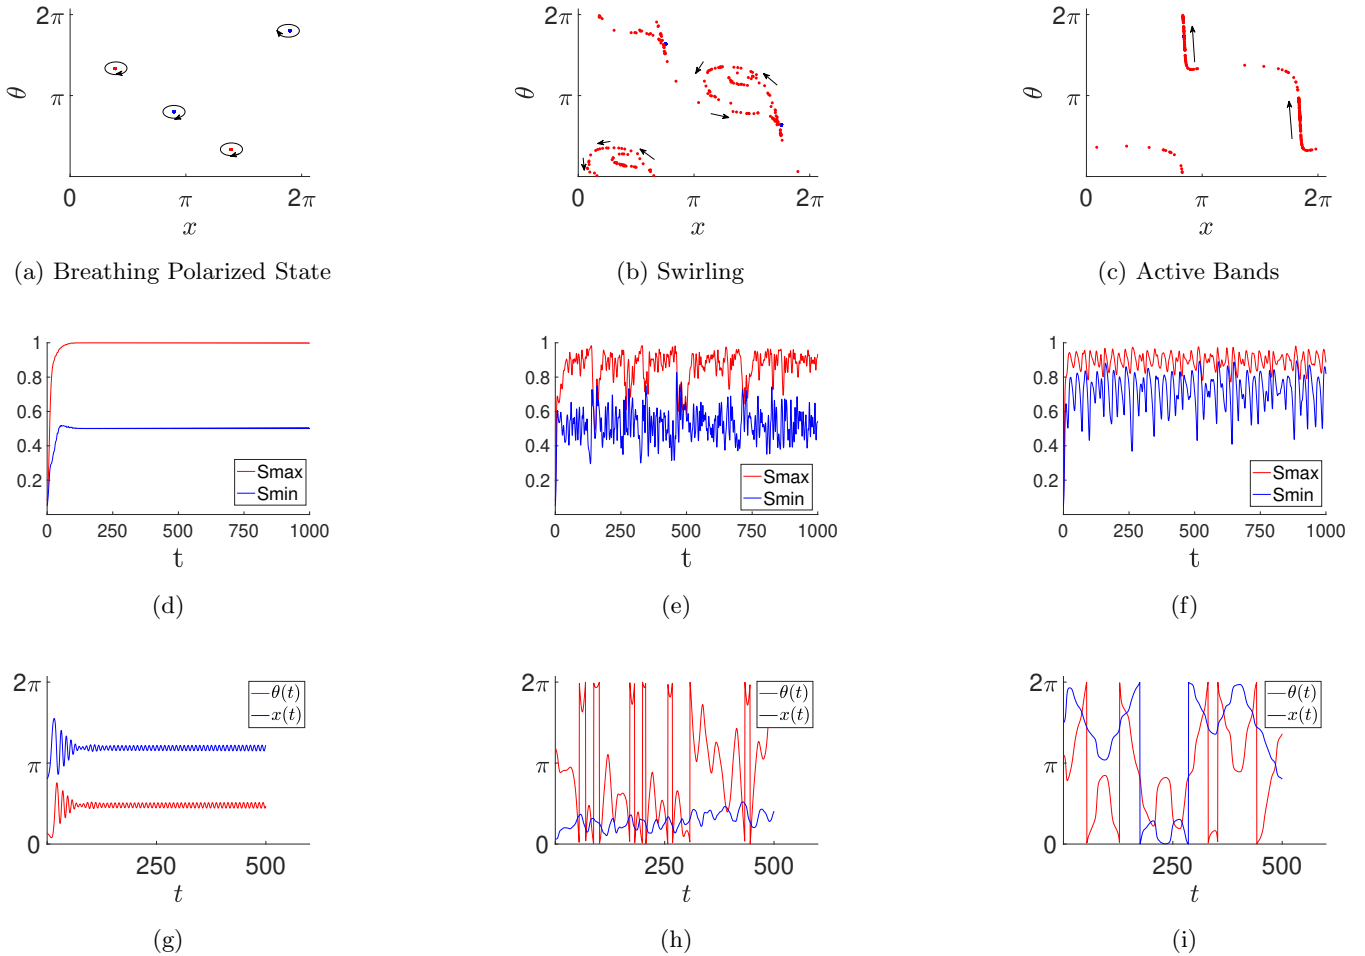 2π
π
θ
0
π
2π
x
(a) Breathing Polarized State
2π
π
θ
0
π
2π
x
(b) Swirling
2π
π
θ
0
π
2π
x
(c) Active Bands
1
0.8
0.6
0.4
0.2
Smax
Smin
0
250
500
750
1000
t
(d)
1
0.8
0.6
0.4
0.2
Smax
Smin
0
250
500
750
1000
t
(e)
1
0.8
0.6
0.4
0.2
Smax
Smin
0
250
500
750
1000
t
(f)
2π
π
0
θ(t)
x(t)
250
500
t
(g)
2π
π
0
θ(t)
x(t)
250
500
t
(h)
2π
π
0
θ(t)
x(t)
250
500
t
(i)